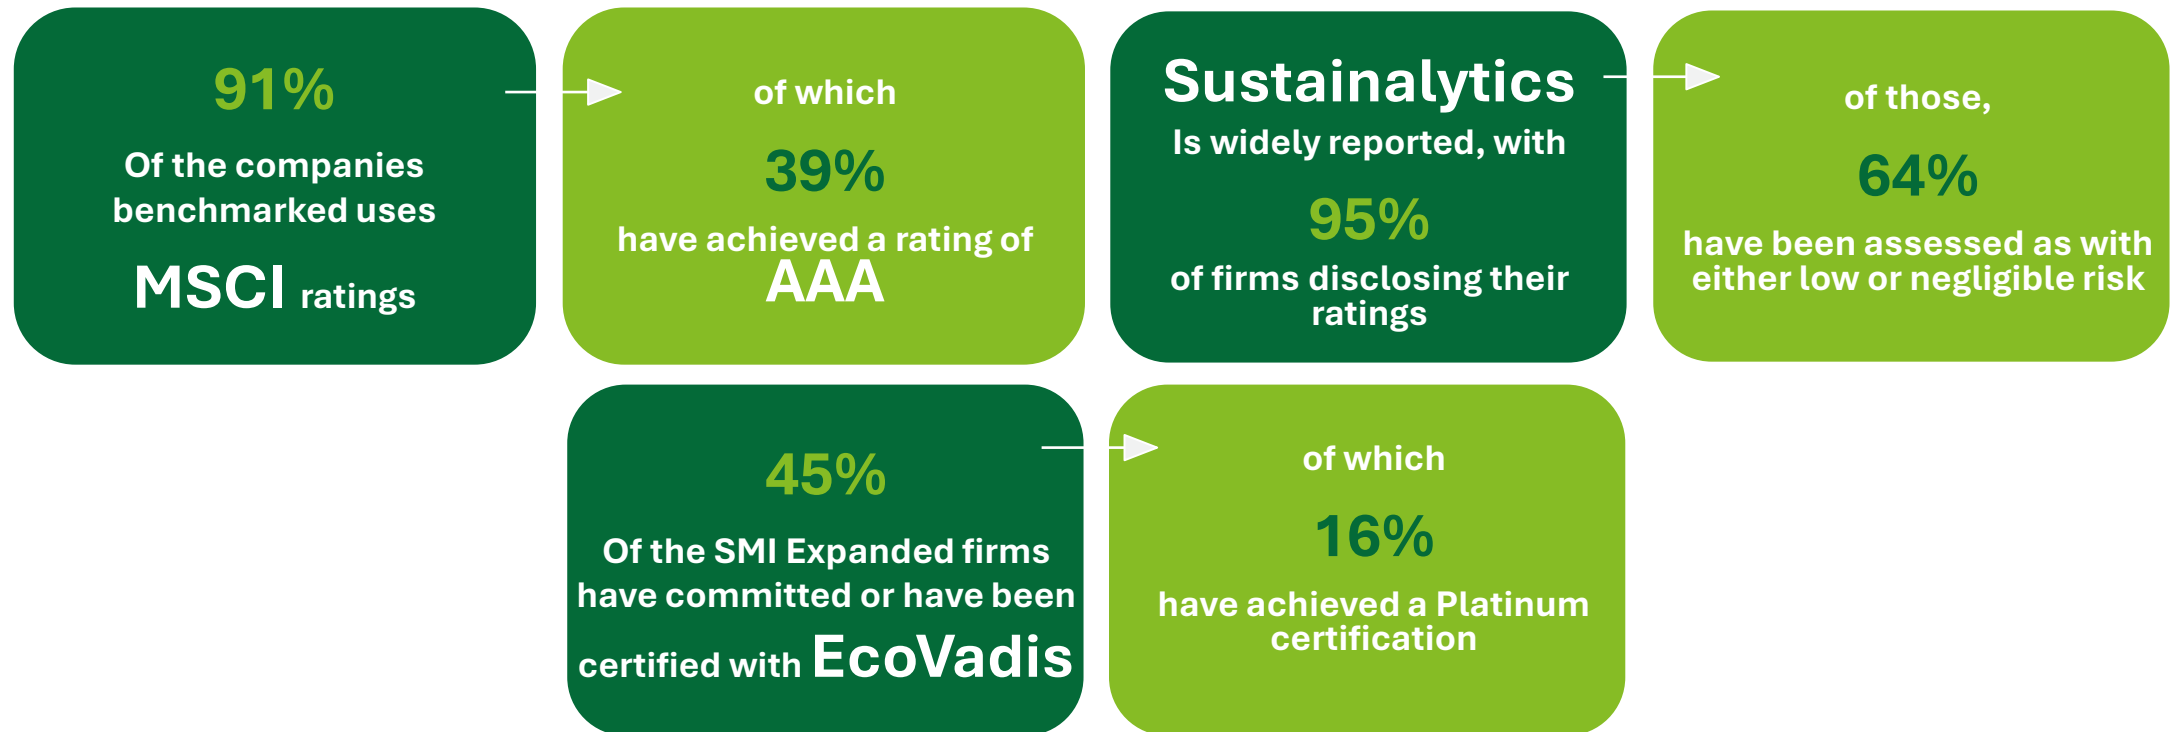 91%
Of the companies
benchmarked uses
MSCI ratings
of which
39%
have achieved a rating of
AAA
Sustainalytics
Is widely reported, with
95%
of firms disclosing their
ratings
of those,
64%
have been assessed as with
either low or negligible risk
45%
Of the SMI Expanded firms
have committed or have been
certified with EcoVadis
of which
16%
have achieved a Platinum
certification